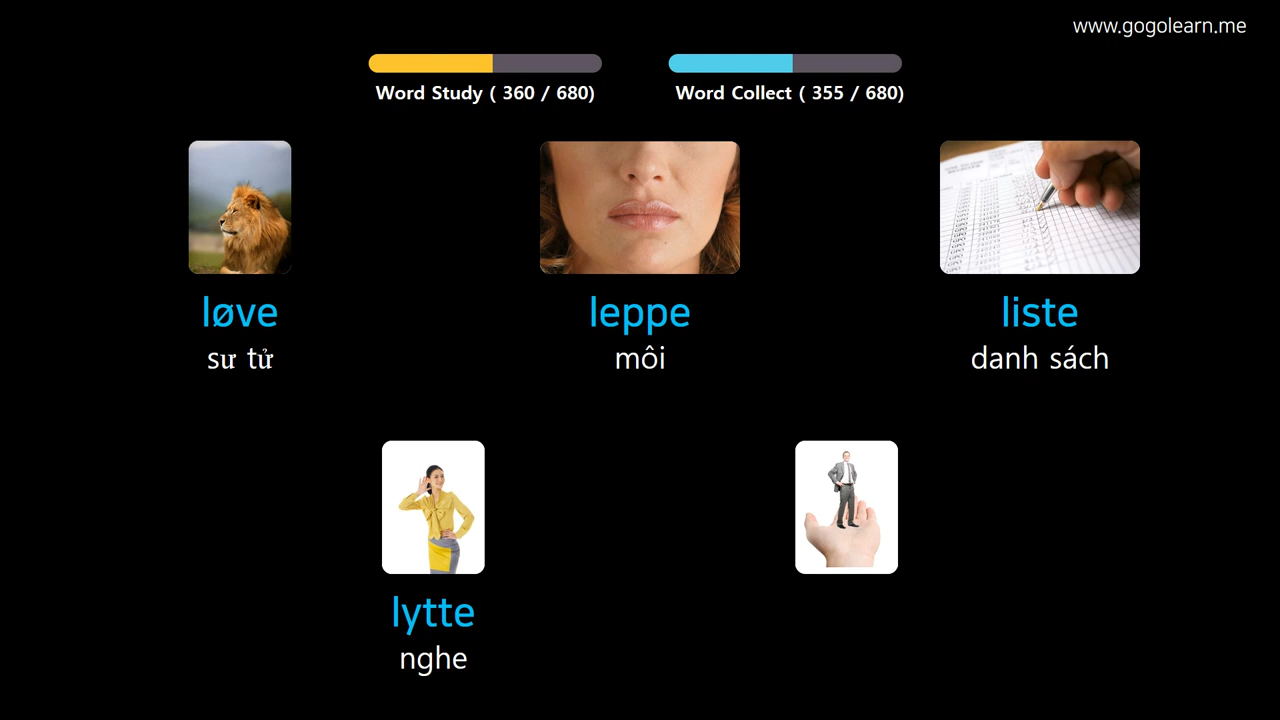 www.gogolearn.me
Word Study ( 360 / 680)
Word Collect ( 355 / 680)
løve
sư tử
leppe
môi
liste
danh sách
lytte
nghe